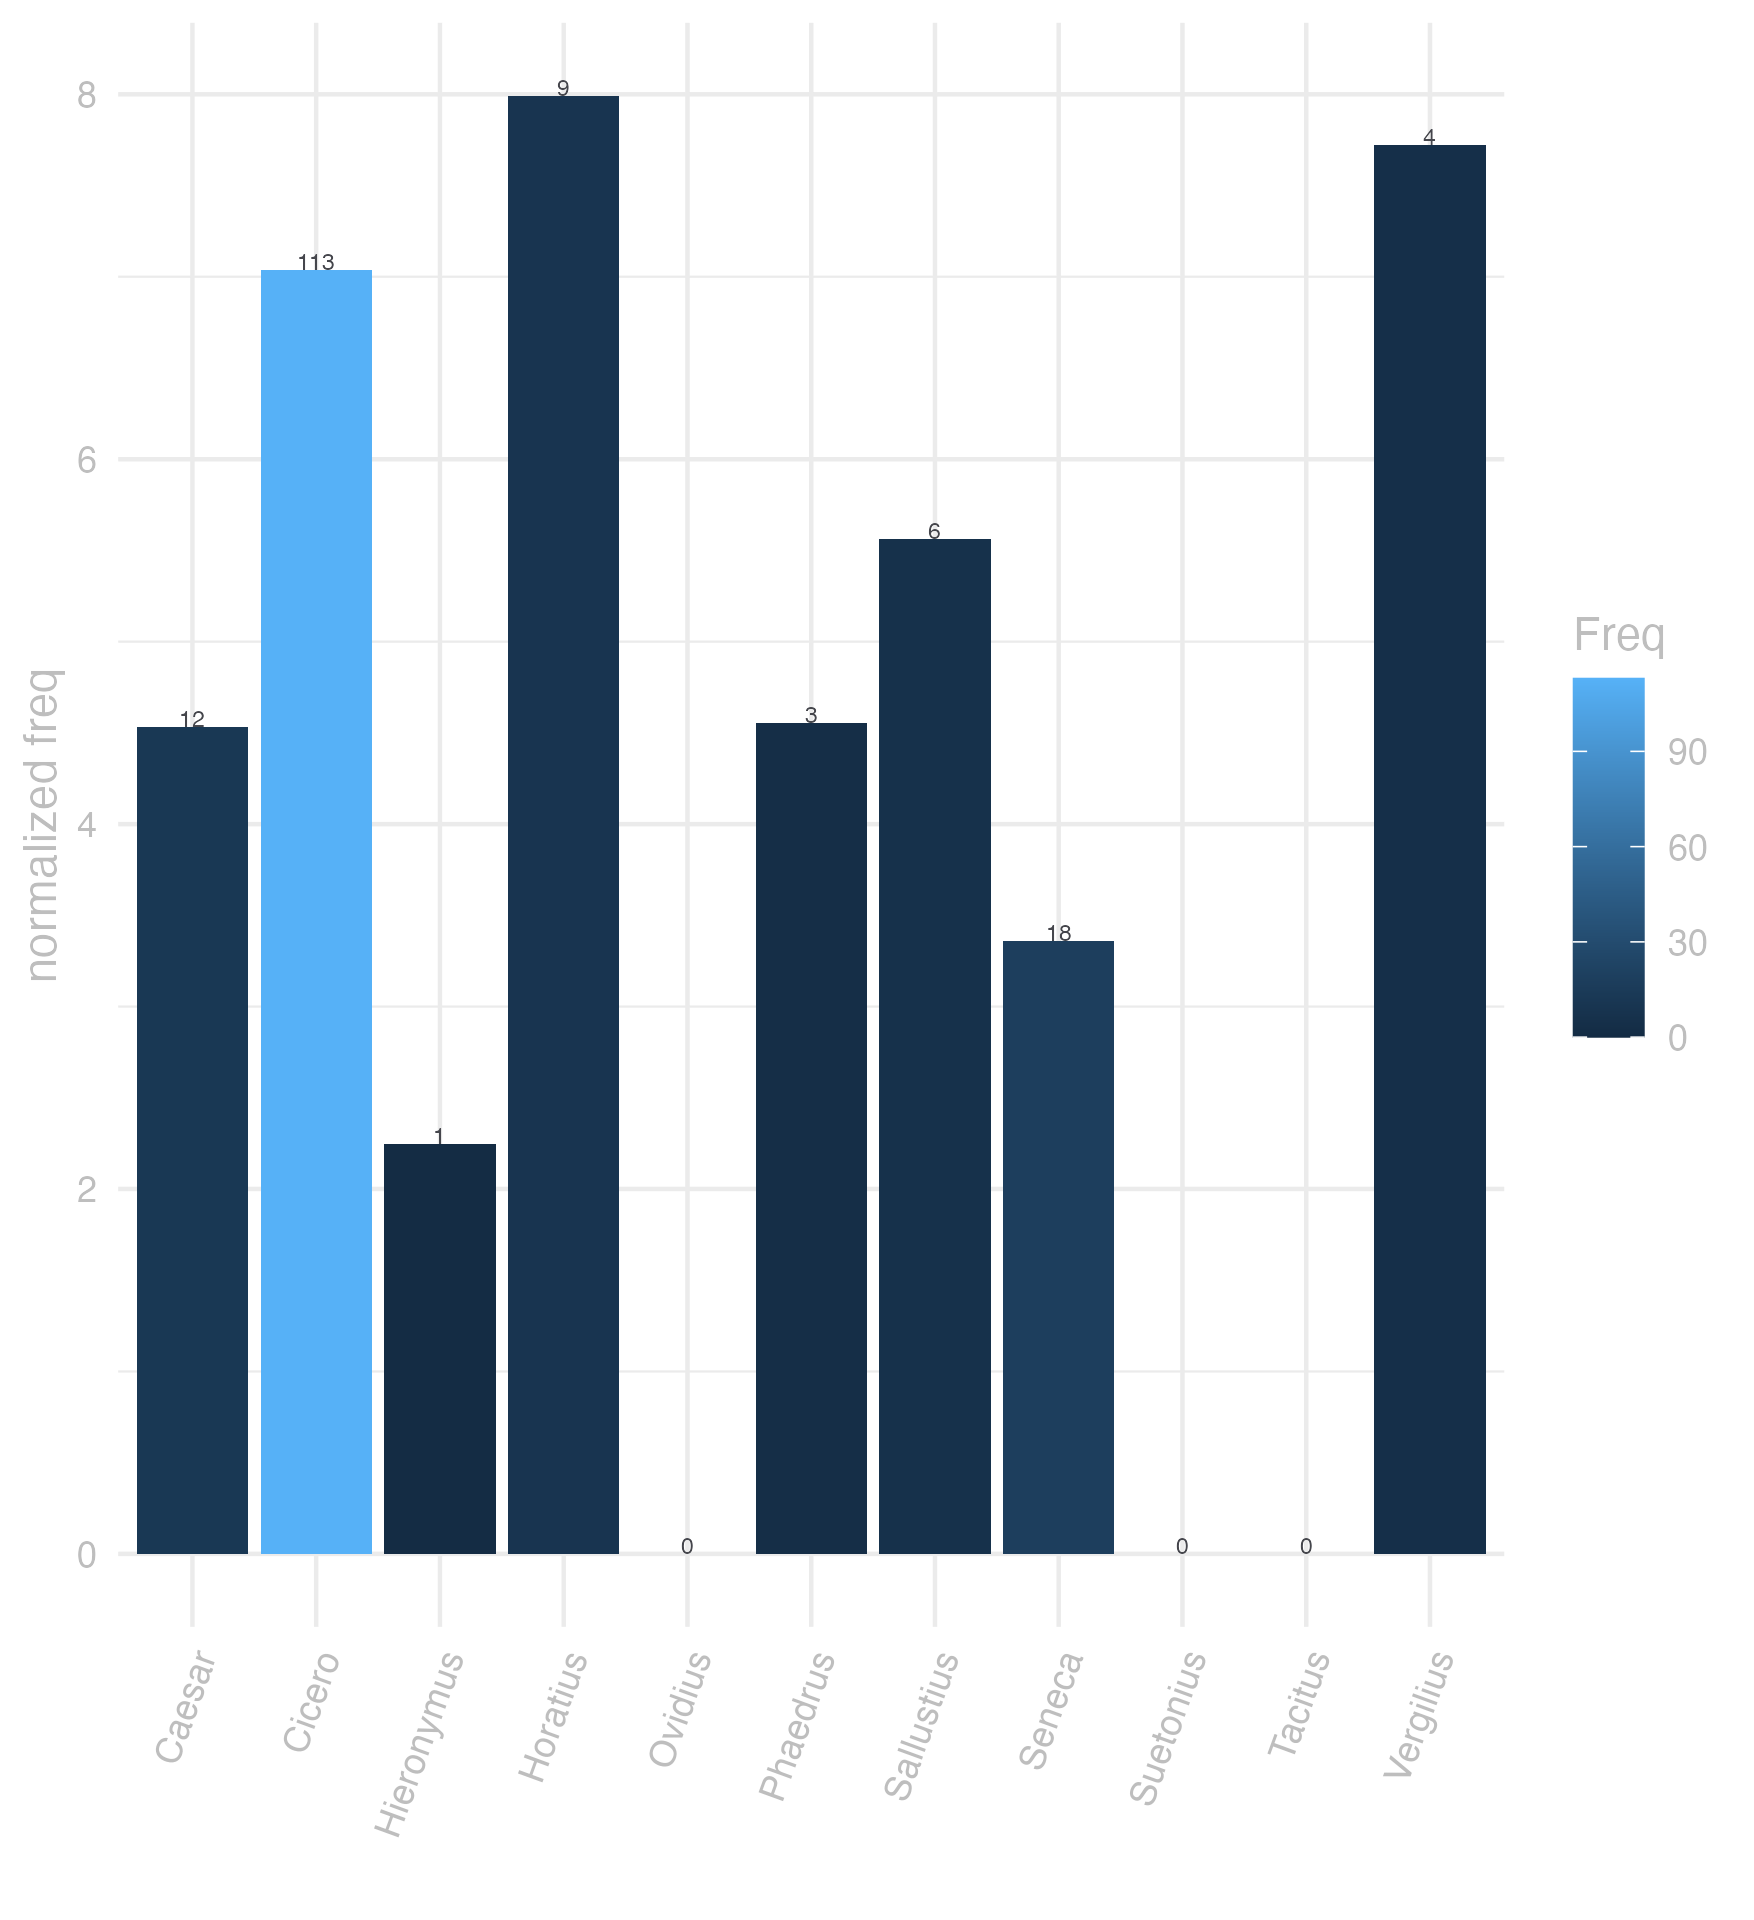 normalized freq
8
6
4
2
0
12
113
1
9
0
3
6
18
0
0
4
Caesar
Cicero
Hieronymus
Horatius
Ovidius
Phaedrus
Sallustius
Seneca
Suetonius
Tacitus
Vergilius
Freq
90
60
30
0